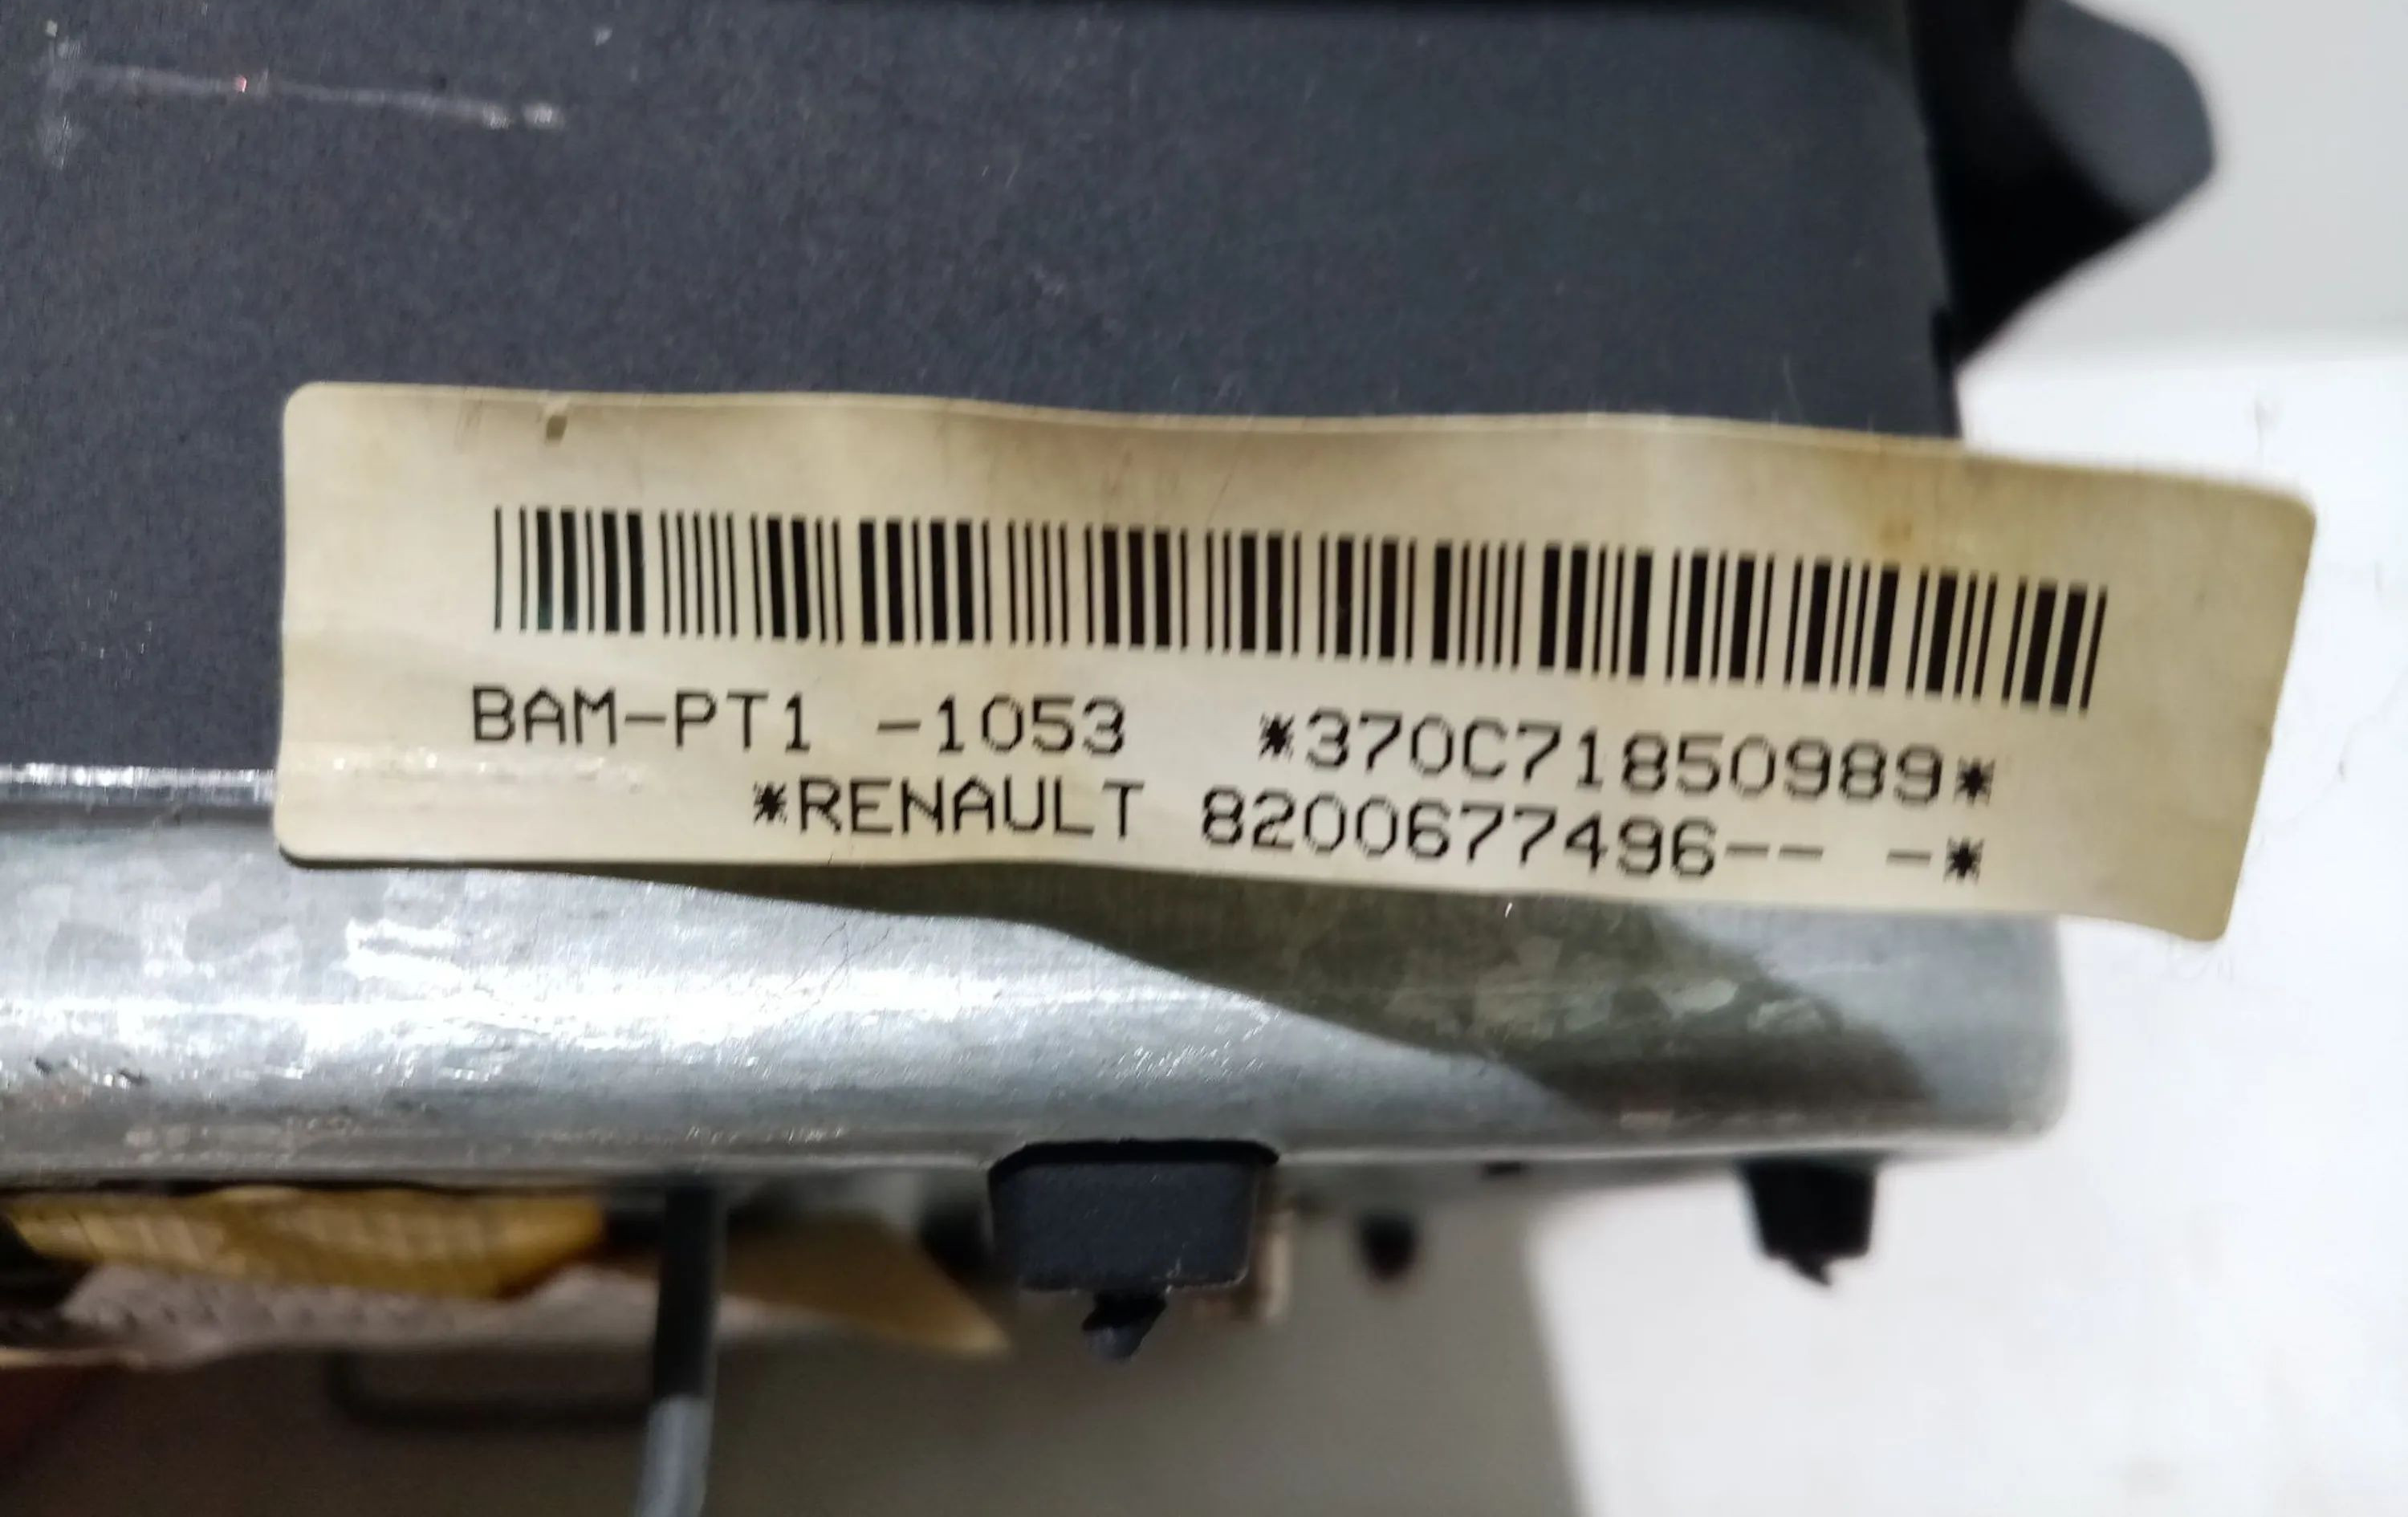 BAM-PT1 -1053 *370C71850989*
*RENAULT 8200677496-- -*